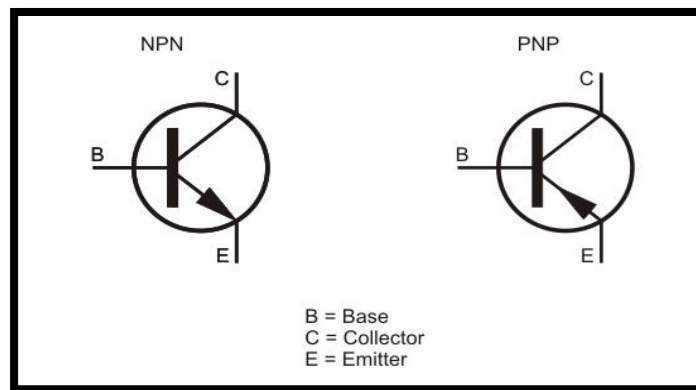 NPN
PNP
C
C
B
B
E
E
B = Base
C = Collector
E = Emitter